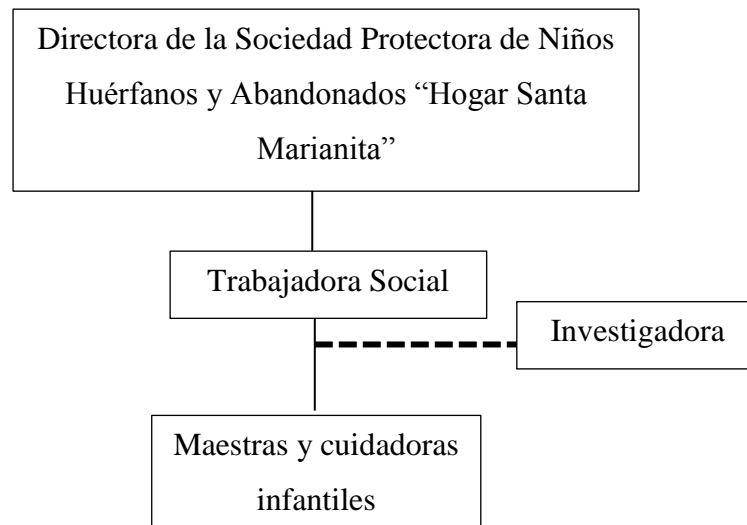 Directora de la Sociedad Protectora de Niños
Huérfanos y Abandonados “Hogar Santa
Marianita”
Trabajadora Social
Investigadora
Maestras y cuidadoras
infantiles